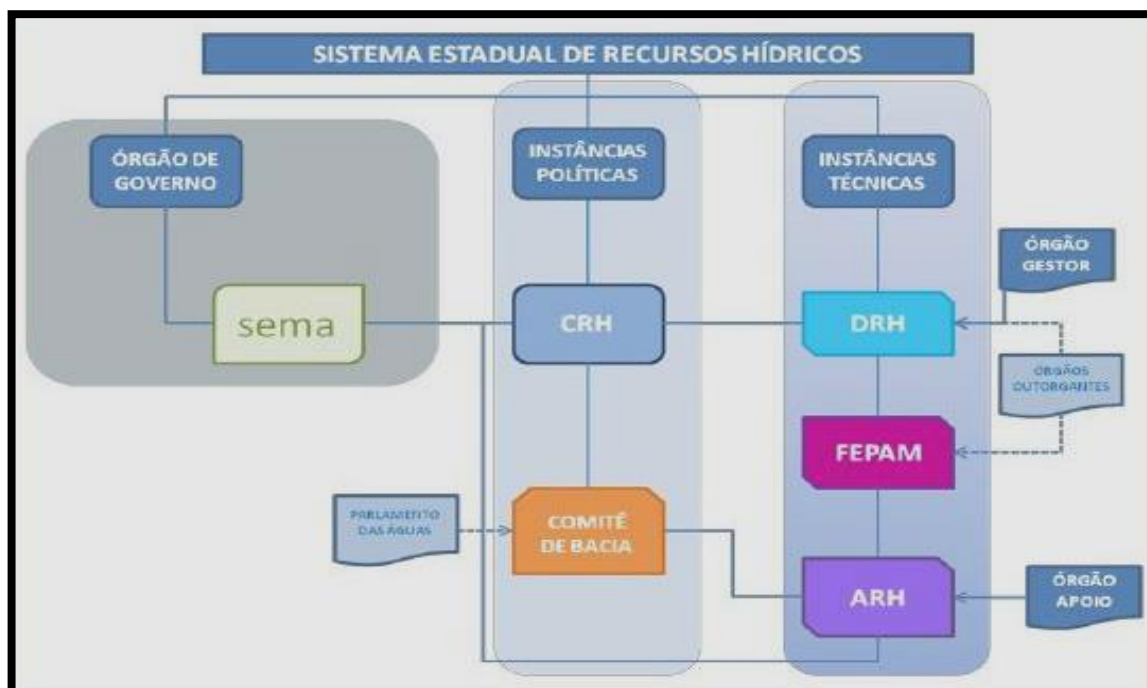 SISTEMA ESTADUAL DE RECURSOS HÍDRICOS
ÓRGÃO DE
GOVERNO
INSTÂNCIAS
POLÍTICAS
INSTÂNCIAS
TÉCNICAS
ÓRGÃO
GESTOR
sema
CRH
DRH
ÓRGÃOS
OUTORGANTES
FEPAM
PARLAMENTO
DAS ÁGUAS
COMITÊ
DE BACIA
ARH
ÓRGÃO
APOIO